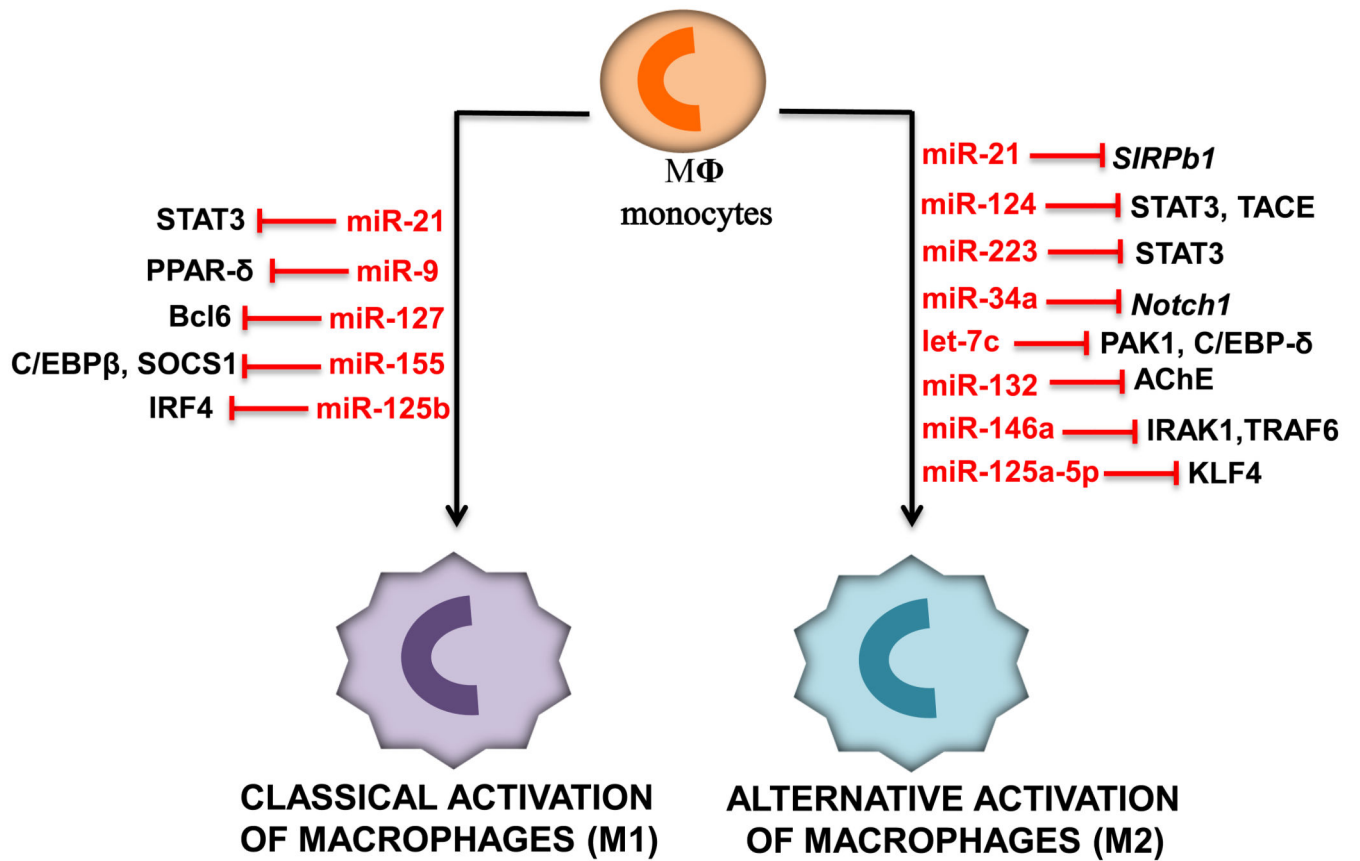 MΦ
monocytes
STAT3 miR-21
PPAR-δ miR-9
Bcl6 miR-127
C/EBPβ, SOCS1 miR-155
IRF4 miR-125b
miR-21 SIRPb1
miR-124 STAT3, TACE
miR-223 STAT3
miR-34a Notch1
let-7c PAK1, C/EBP-δ
miR-132 AChE
miR-146a IRAK1,TRAF6
miR-125a-5p KLF4
CLASSICAL ACTIVATION
OF MACROPHAGES (M1)
ALTERNATIVE ACTIVATION
OF MACROPHAGES (M2)